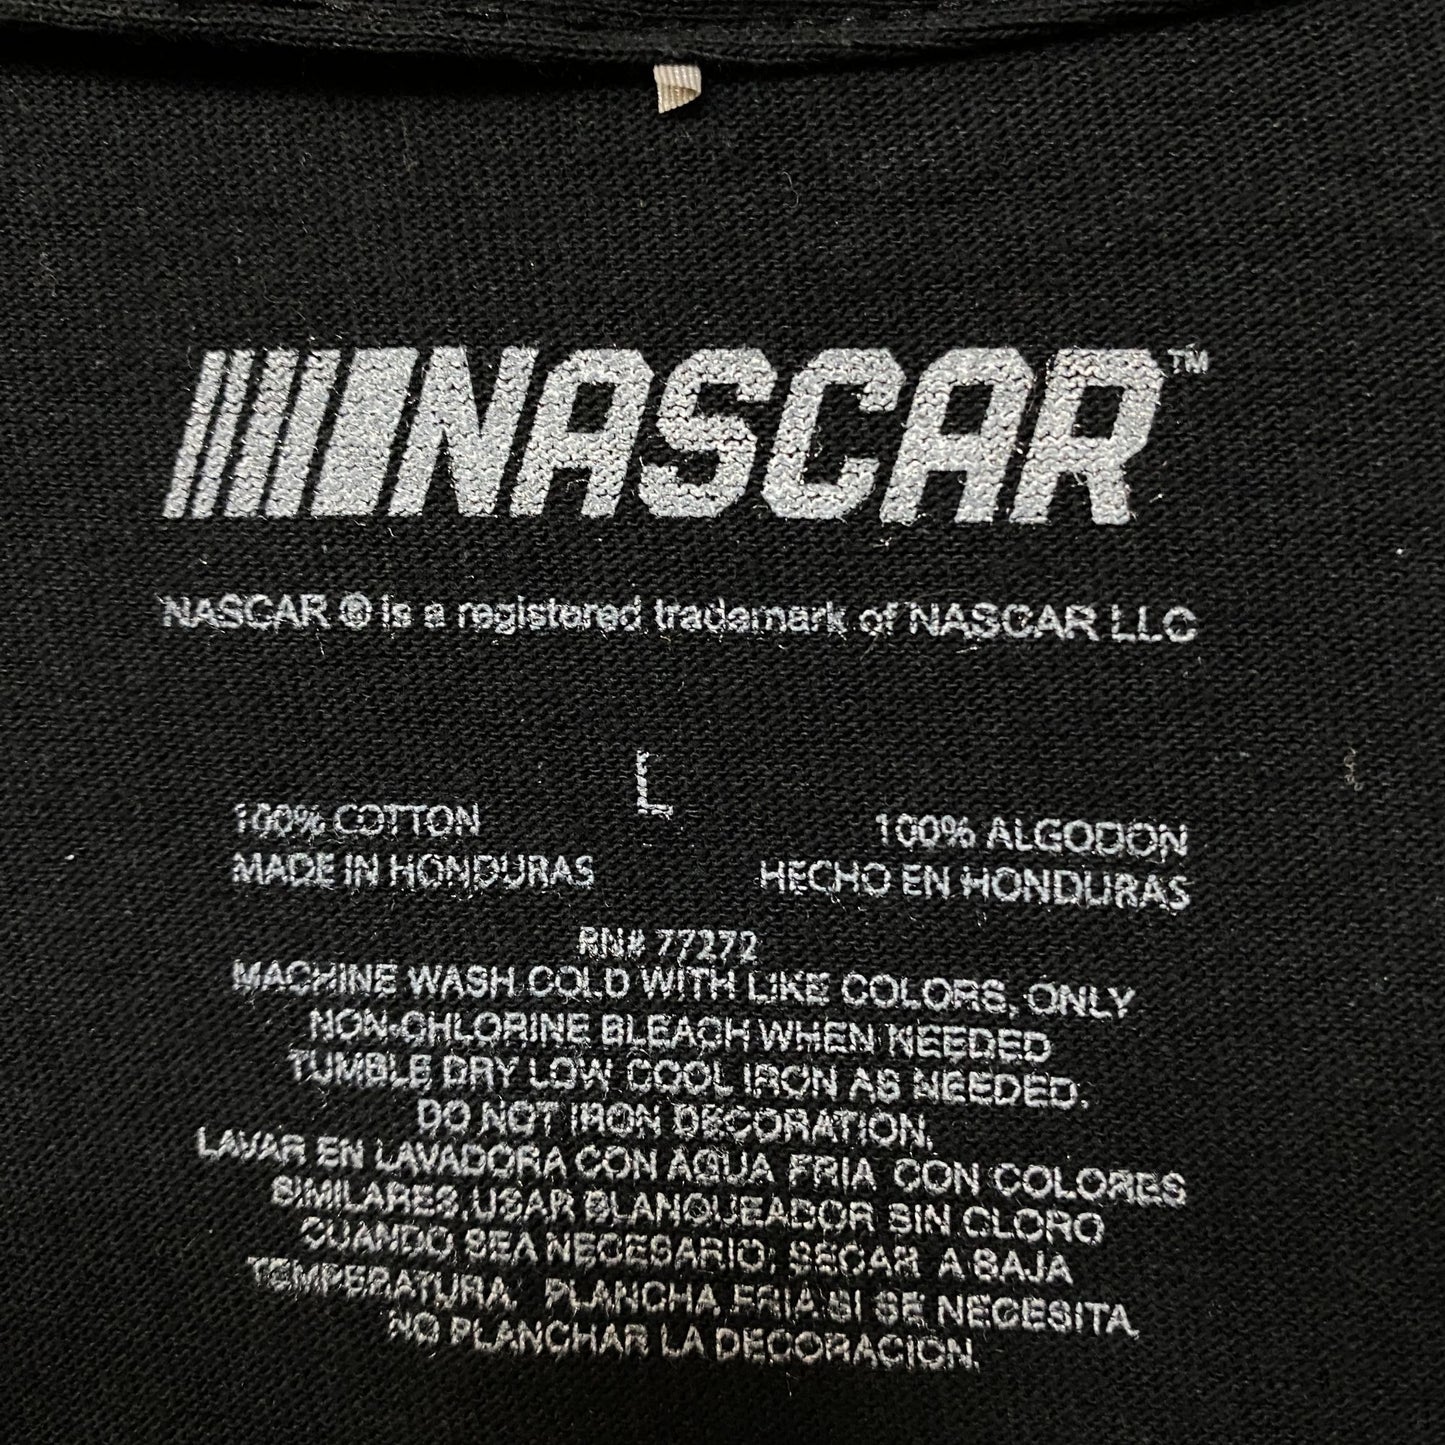 NASCAR™
NASCAR ® is a registered trademark of NASCAR LLC
L
100% COTTON
MADE IN HONDURAS
100% ALGODON
HECHO EN HONDURAS
RN# 77272
MACHINE WASH COLD WITH LIKE COLORS, ONLY
NON-CHLORINE BLEACH WHEN NEEDED
TUMBLE DRY LOW COOL IRON AS NEEDED.
DO NOT IRON DECORATION.
LAVAR EN LAVADORA CON AGUA FRIA CON COLORES
SIMILARES, USAR BLANQUEADOR SIN CLORO
CUANDO SEA NECESARIO; SECAR A BAJA
TEMPERATURA. PLANCHA FRIA SI SE NECESITA,
NO PLANCHAR LA DECORACION.